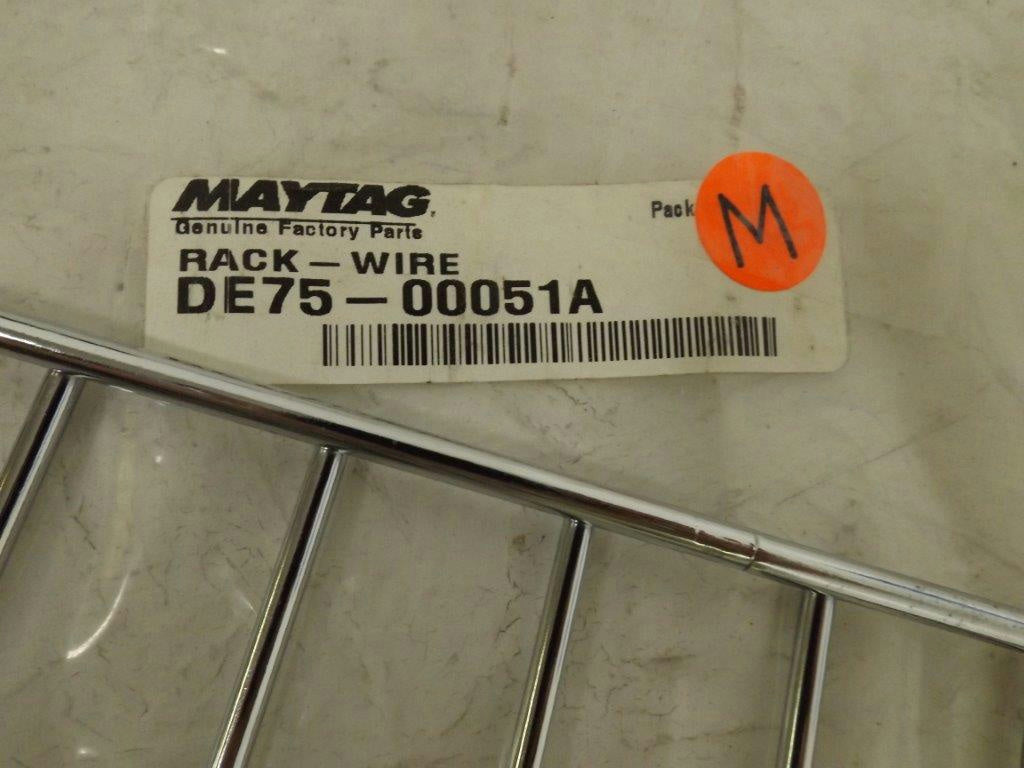 MAYTAG
Genuine Factory Parts
Pack
M
RACK – WIRE
DE75 – 00051A